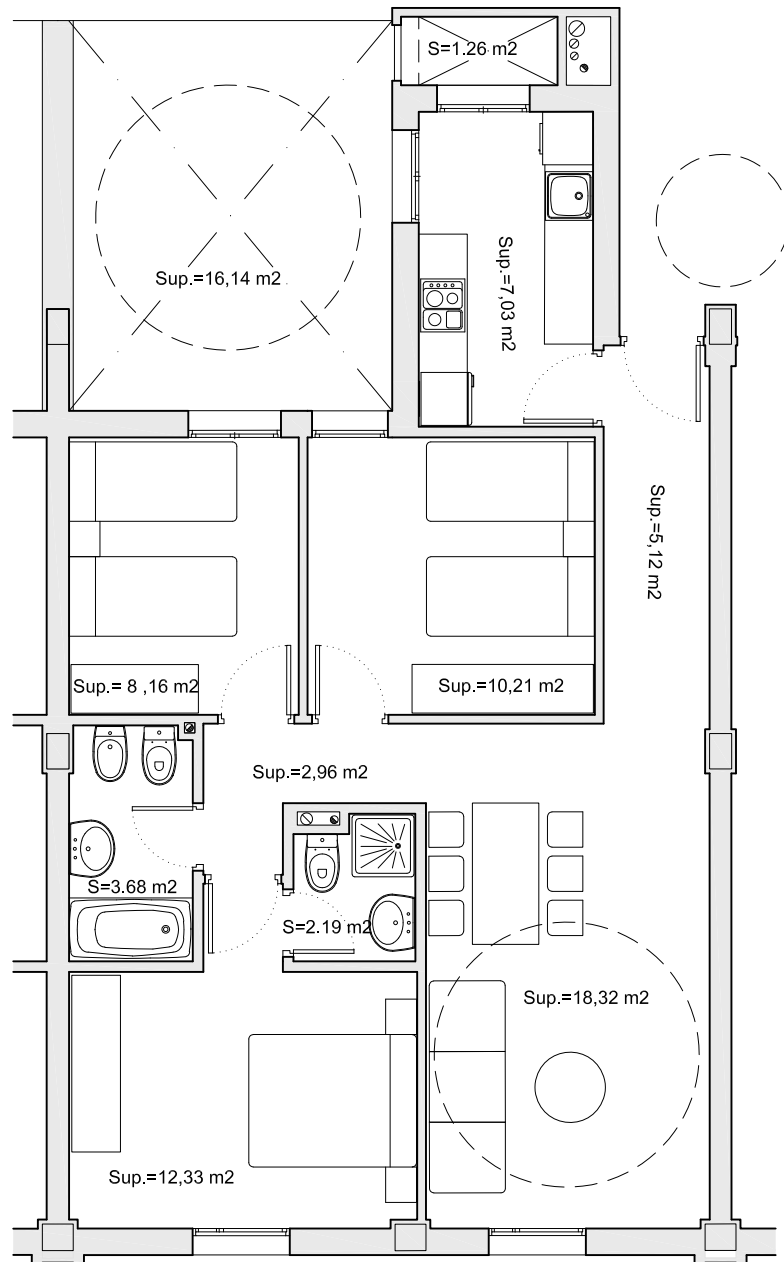 S=1.26 m2
Sup.=16,14 m2
Sup.=7,03 m2
Sup.=5,12 m2
Sup.= 8 ,16 m2
Sup.=10,21 m2
Sup.=2,96 m2
S=3.68 m2
S=2.19 m2
Sup.=18,32 m2
Sup.=12,33 m2